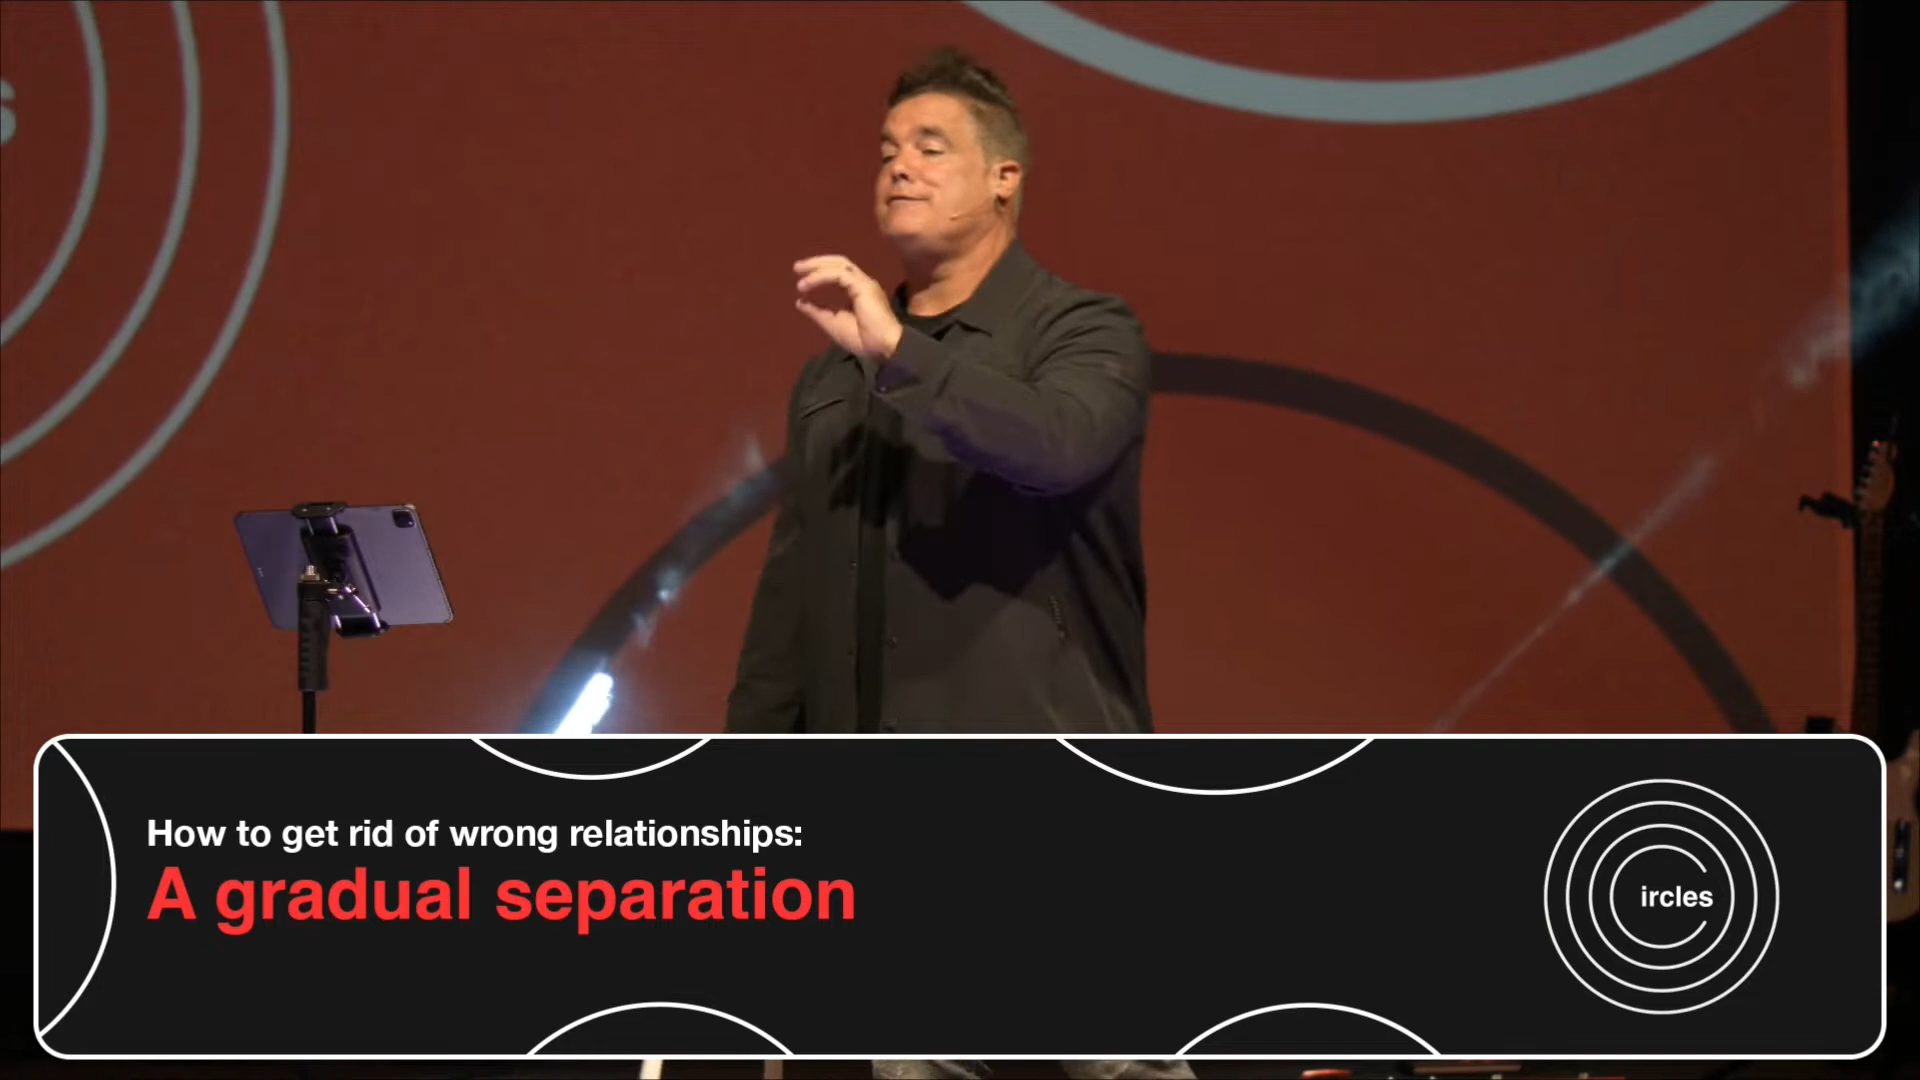 s
How to get rid of wrong relationships:
A gradual separation
ircles